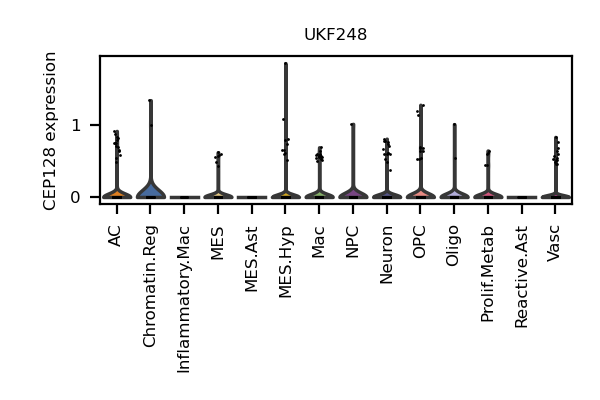 UKF248
CEP128 expression
1
0
AC
Chromatin.Reg
Inflammatory.Mac
MES
MES.Ast
MES.Hyp
Mac
NPC
Neuron
OPC
Oligo
Prolif.Metab
Reactive.Ast
Vasc